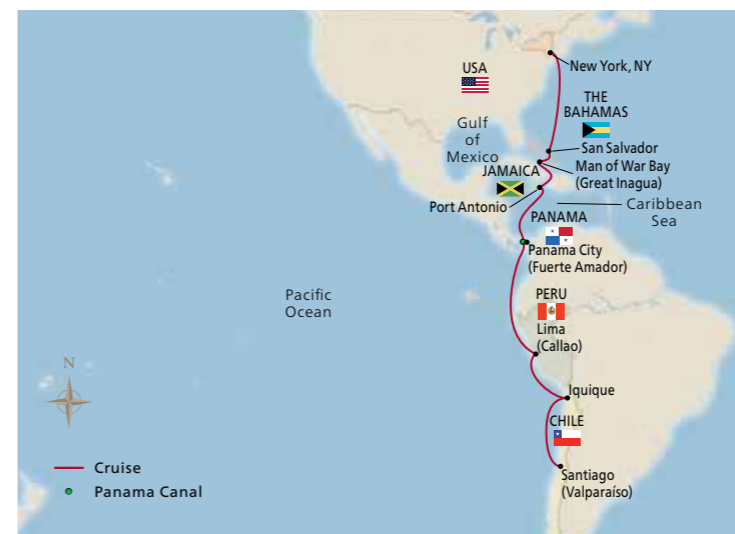 New York, NY
USA
THE
BAHAMAS
Gulf
of
Mexico
San Salvador
Man of War Bay
(Great Inagua)
JAMAICA
Port Antonio
Caribbean
Sea
PANAMA
Panama City
(Fuerte Amador)
Pacific
Ocean
PERU
Lima
(Callao)
N
Iquique
CHILE
Cruise
Santiago
(Valparaíso)
Panama Canal